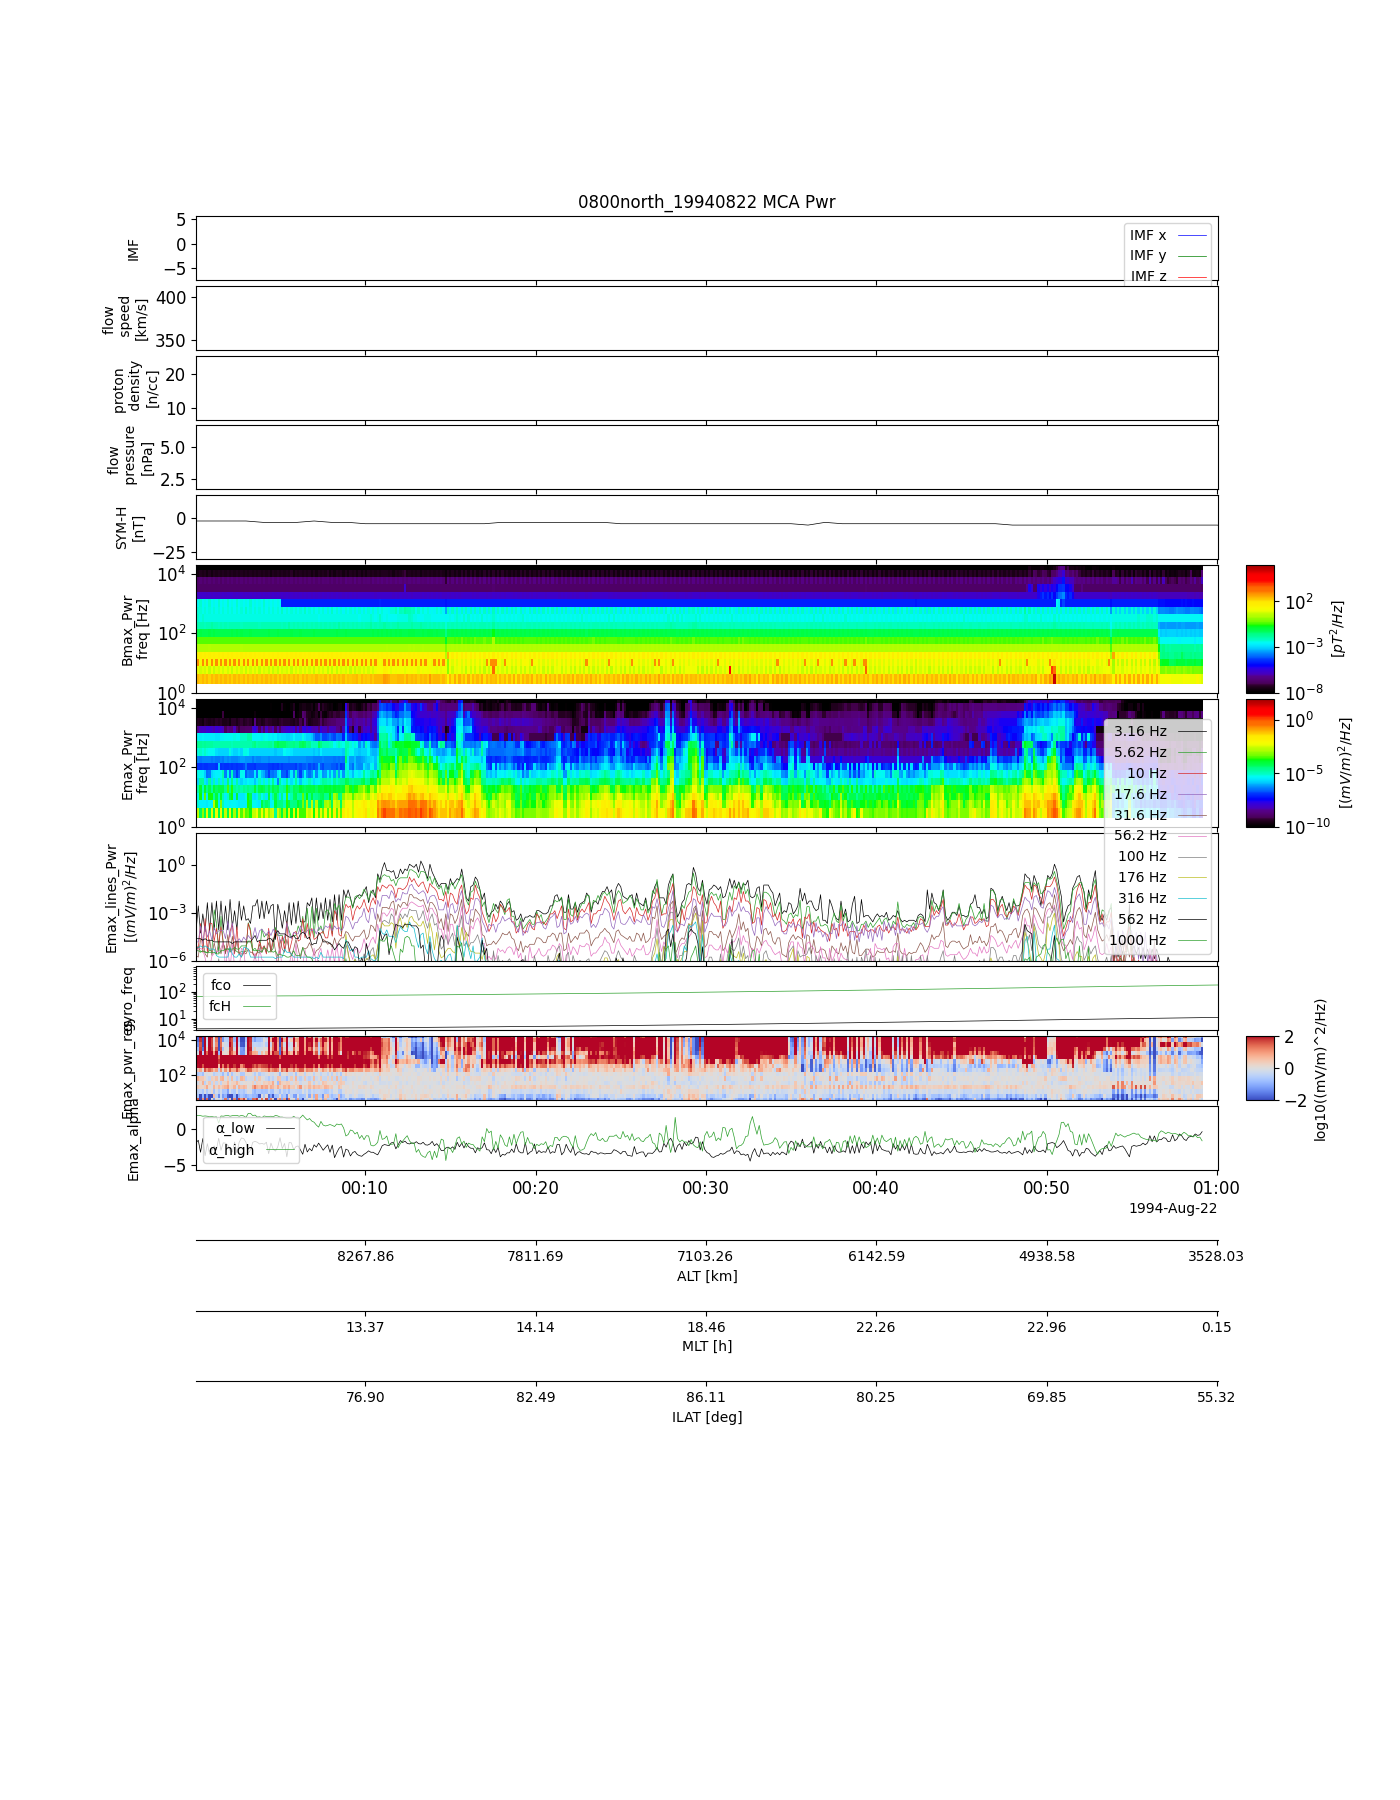 0800north_19940822 MCA Pwr
5
0
−5
IMF
IMF x
IMF y
IMF z
400
350
flow
speed
[km/s]
20
10
proton
density
[n/cc]
5.0
2.5
flow
pressure
[nPa]
0
−25
SYM-H
[nT]
10^4
10^2
10^0
Bmax_Pwr
freq [Hz]
10^2
10^−3
10^−8
[pT^2/Hz]
10^4
10^2
10^0
Emax_Pwr
freq [Hz]
10^0
10^−5
10^−10
[(mV/m)^2/Hz]
3.16 Hz
5.62 Hz
10 Hz
17.6 Hz
31.6 Hz
56.2 Hz
100 Hz
176 Hz
316 Hz
562 Hz
1000 Hz
10^0
10^−3
10^−6
Emax_lines_Pwr
[(mV/m)^2/Hz]
10^2
10^1
gyro_freq
fco
fcH
10^4
10^2
Emax_pwr_reg
2
0
−2
log10((mV/m)^2/Hz)
0
−5
Emax_alpha
α_low
α_high
00:10 00:20 00:30 00:40 00:50 01:00
1994-Aug-22
8267.86 7811.69 7103.26 6142.59 4938.58 3528.03
ALT [km]
13.37 14.14 18.46 22.26 22.96 0.15
MLT [h]
76.90 82.49 86.11 80.25 69.85 55.32
ILAT [deg]